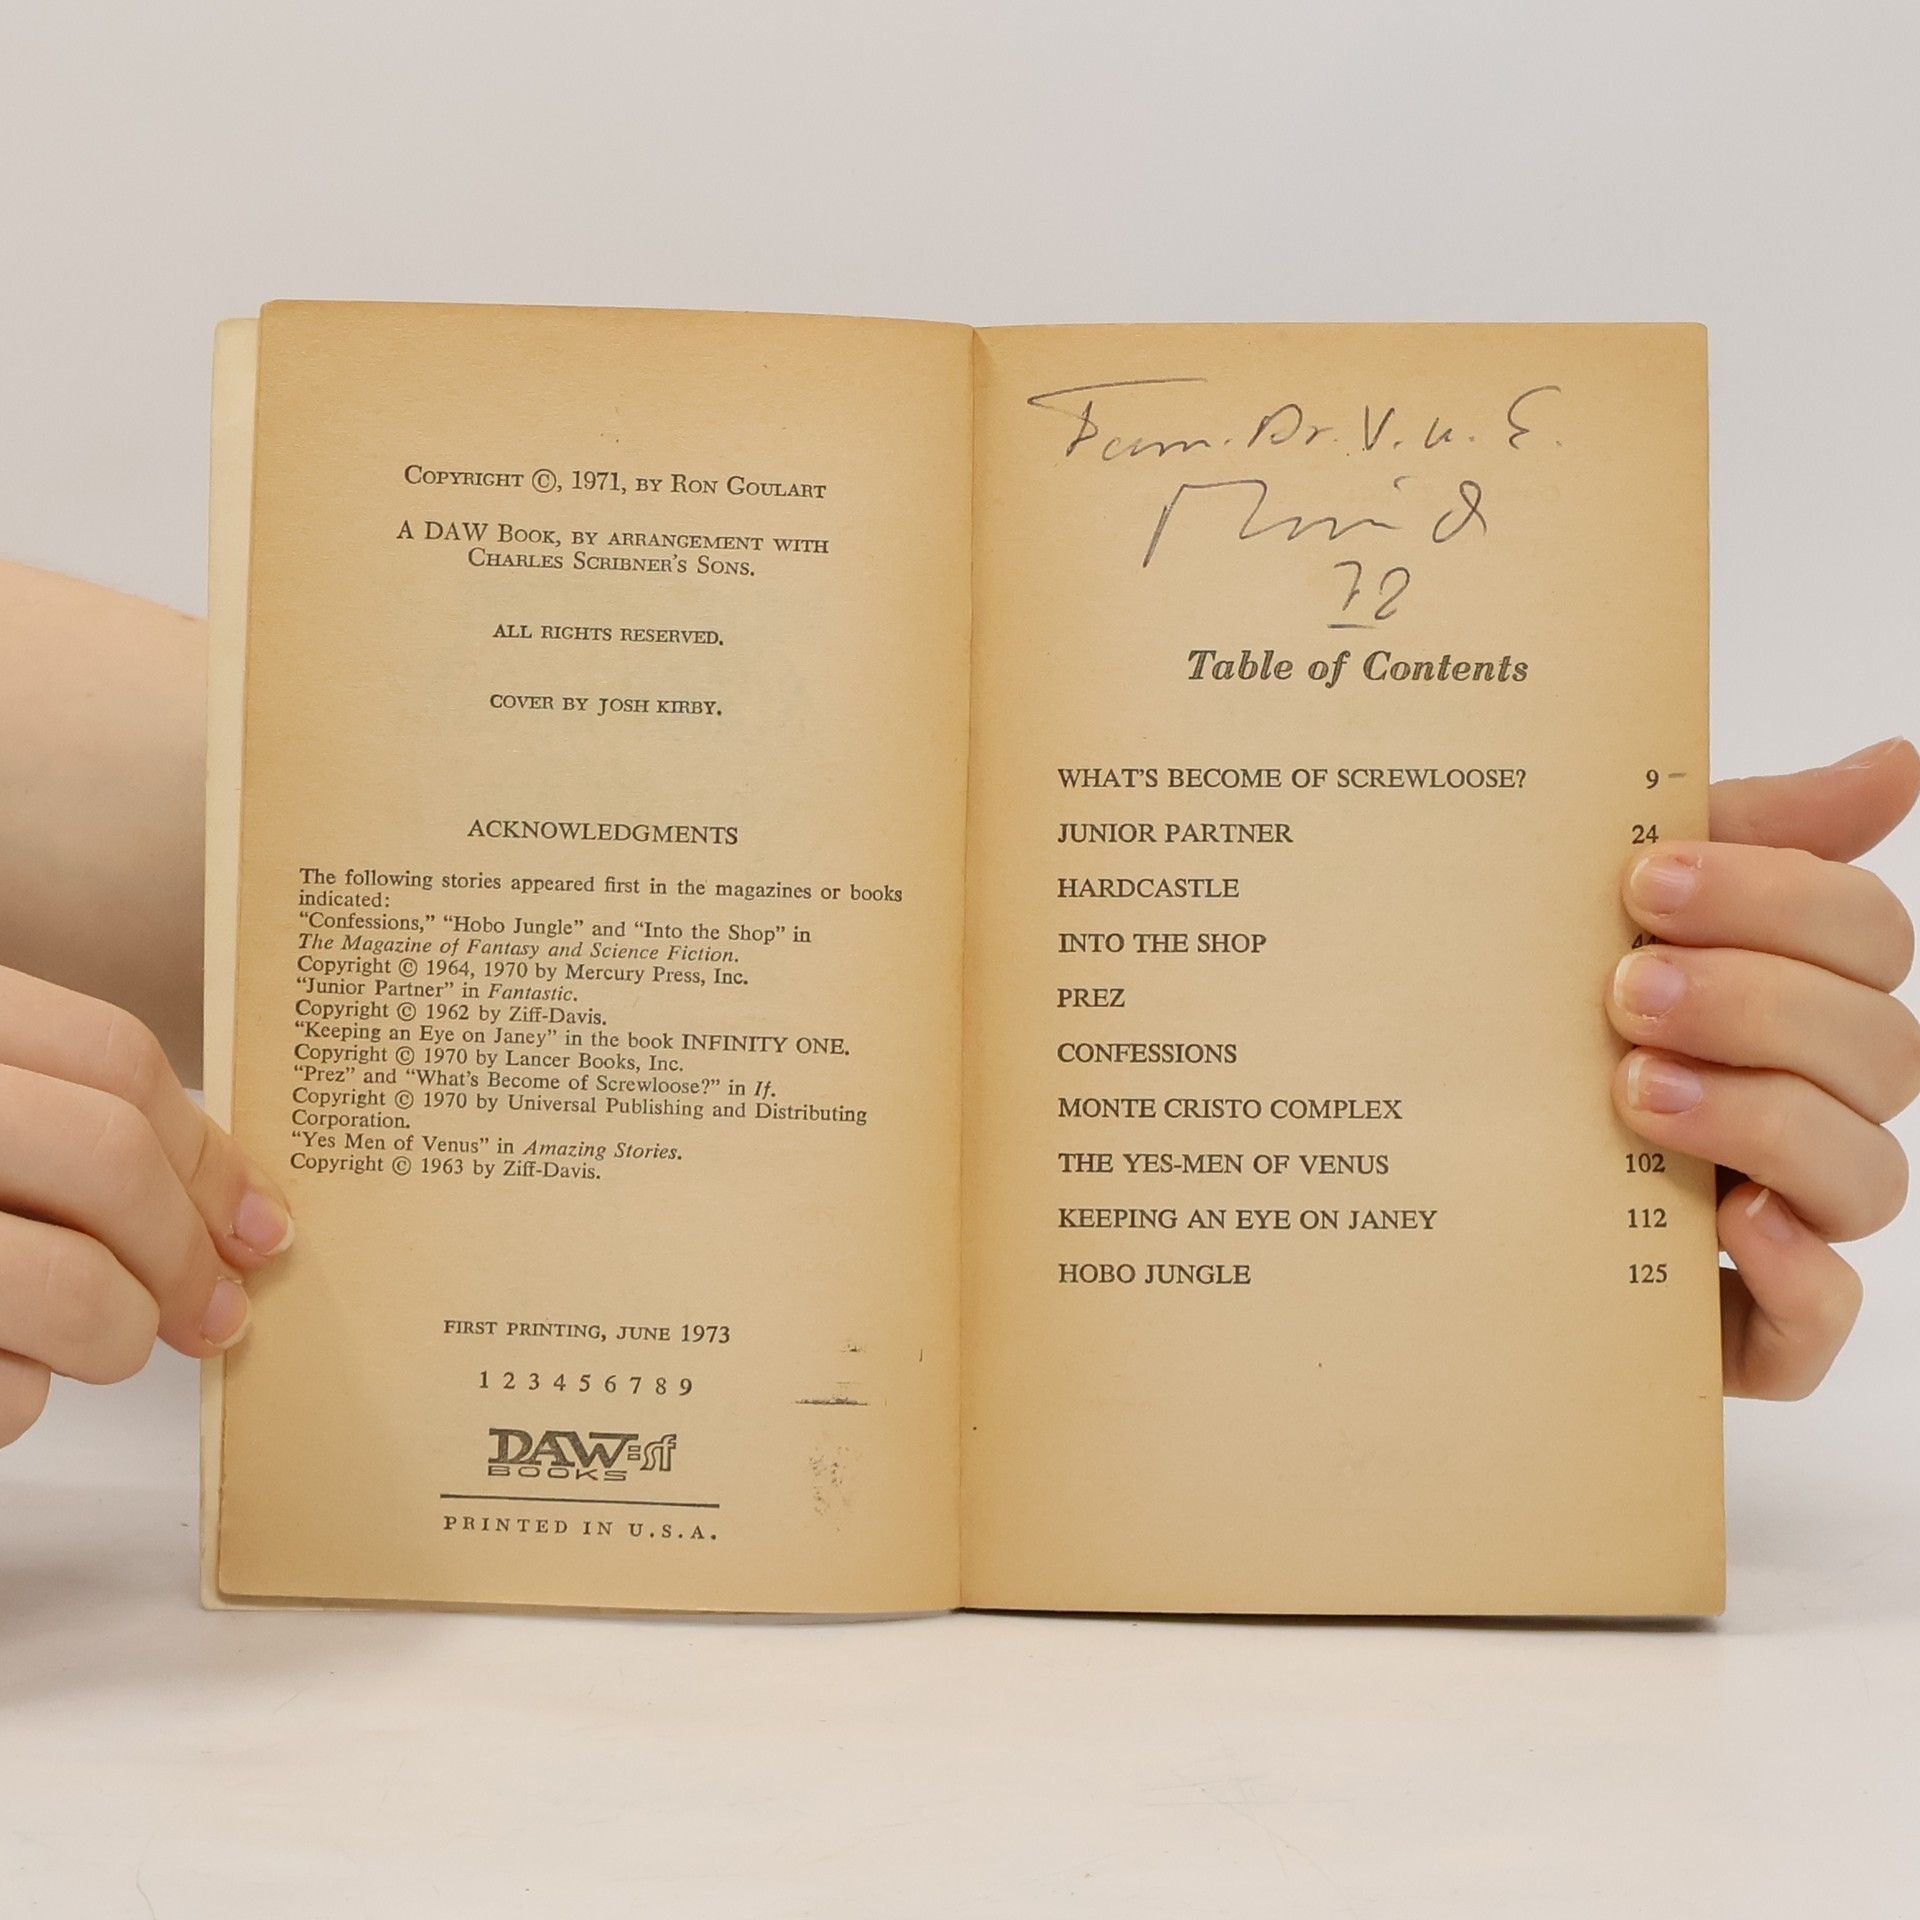 COPYRIGHT ©, 1971, BY RON GOULART
A DAW BOOK, BY ARRANGEMENT WITH
CHARLES SCRIBNER'S SONS.
ALL RIGHTS RESERVED.
COVER BY JOSH KIRBY.
ACKNOWLEDGMENTS
The following stories appeared first in the magazines or books
indicated:
“Confessions,” “Hobo Jungle” and “Into the Shop” in
The Magazine of Fantasy and Science Fiction.
Copyright © 1964, 1970 by Mercury Press, Inc.
“Junior Partner” in Fantastic.
Copyright © 1962 by Ziff-Davis.
“Keeping an Eye on Janey” in the book INFINITY ONE.
Copyright © 1970 by Lancer Books, Inc.
“Prez” and “What's Become of Screwloose?” in If.
Copyright © 1970 by Universal Publishing and Distributing
Corporation.
“Yes Men of Venus” in Amazing Stories.
Copyright © 1963 by Ziff-Davis.
FIRST PRINTING, JUNE 1973
1 2 3 4 5 6 7 8 9
DAW=sf
BOOKS
PRINTED IN U.S.A.
Fam. Dr. V. u. E.
72
Table of Contents
WHAT'S BECOME OF SCREWLOOSE? 9
JUNIOR PARTNER 24
HARDCASTLE
INTO THE SHOP 44
PREZ
CONFESSIONS
MONTE CRISTO COMPLEX
THE YES-MEN OF VENUS 102
KEEPING AN EYE ON JANEY 112
HOBO JUNGLE 125